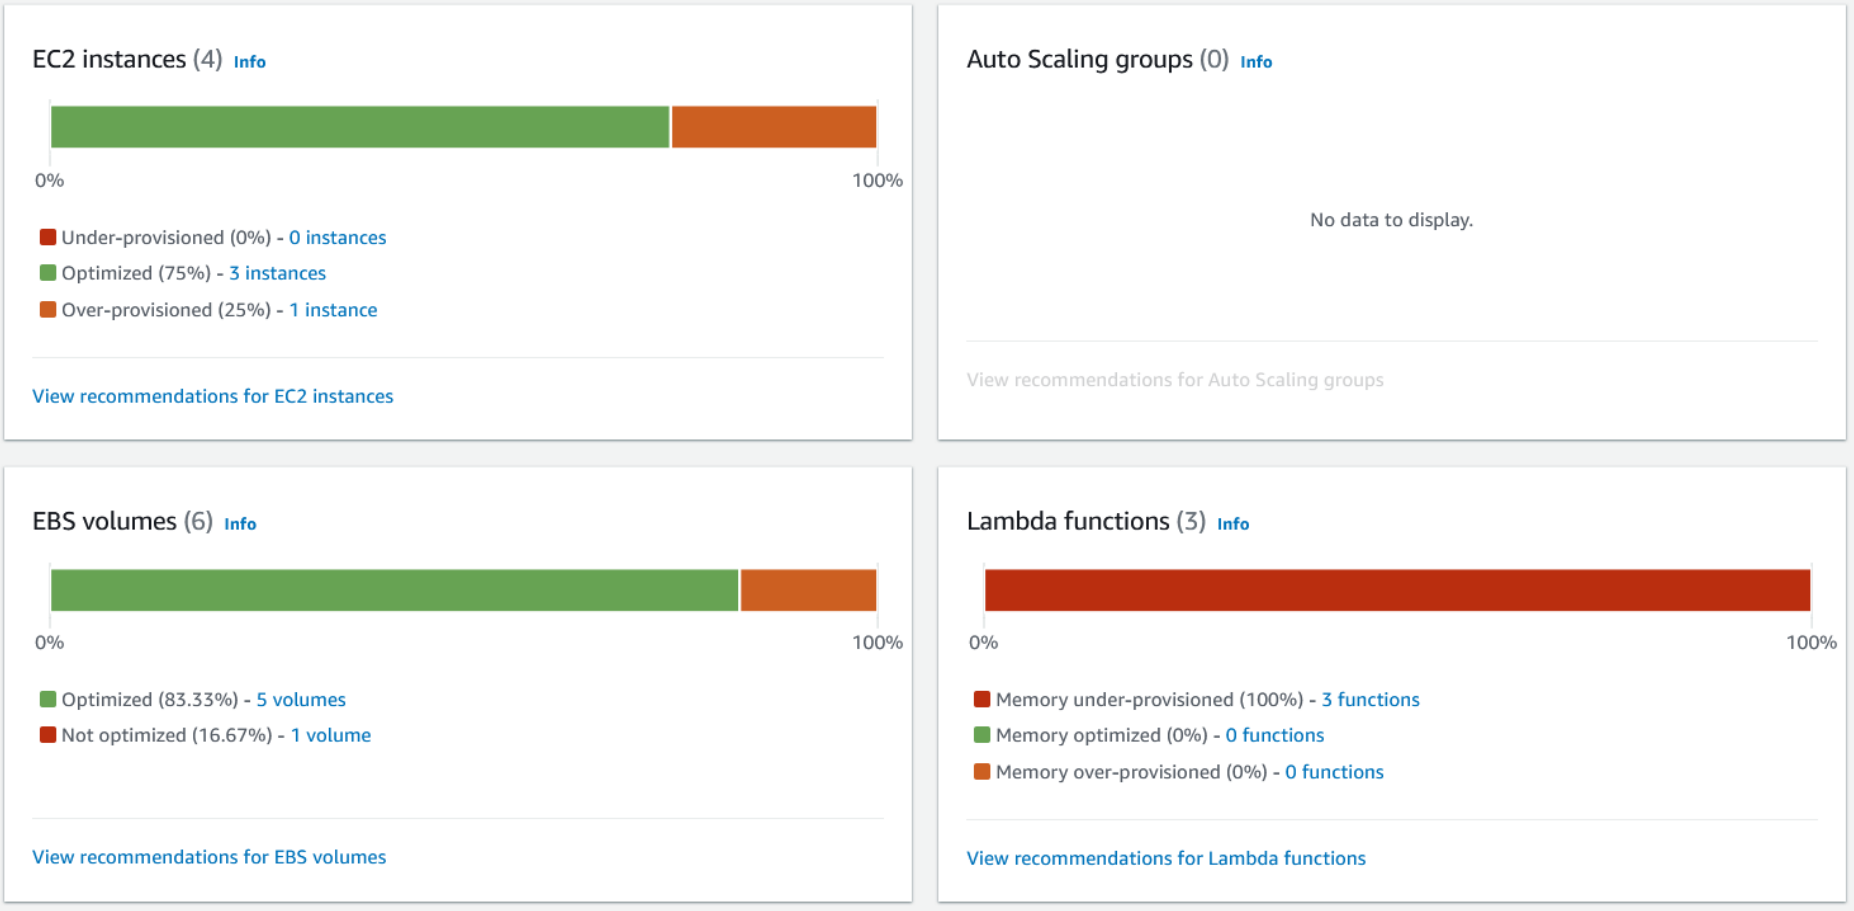 EC2 instances (4) Info
0% 100%
Under-provisioned (0%) - 0 instances
Optimized (75%) - 3 instances
Over-provisioned (25%) - 1 instance
View recommendations for EC2 instances
Auto Scaling groups (0) Info
No data to display.
View recommendations for Auto Scaling groups
EBS volumes (6) Info
0% 100%
Optimized (83.33%) - 5 volumes
Not optimized (16.67%) - 1 volume
View recommendations for EBS volumes
Lambda functions (3) Info
0% 100%
Memory under-provisioned (100%) - 3 functions
Memory optimized (0%) - 0 functions
Memory over-provisioned (0%) - 0 functions
View recommendations for Lambda functions